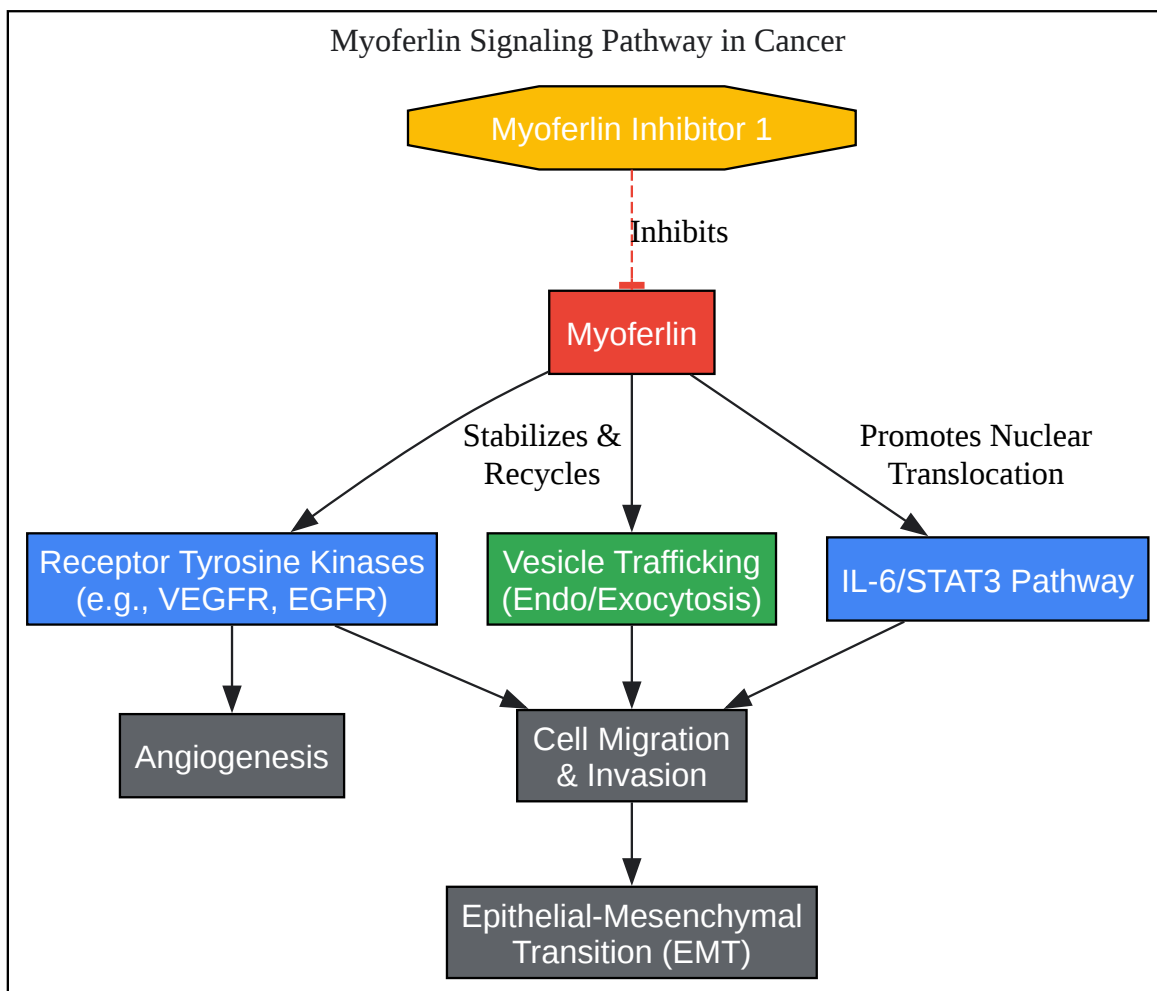 Myoferlin Signaling Pathway in Cancer
Myoferlin Inhibitor 1
Inhibits
Myoferlin
Stabilizes &
Recycles
Promotes Nuclear
Translocation
Receptor Tyrosine Kinases
(e.g., VEGFR, EGFR)
Vesicle Trafficking
(Endo/Exocytosis)
IL-6/STAT3 Pathway
Angiogenesis
Cell Migration
& Invasion
Epithelial-Mesenchymal
Transition (EMT)